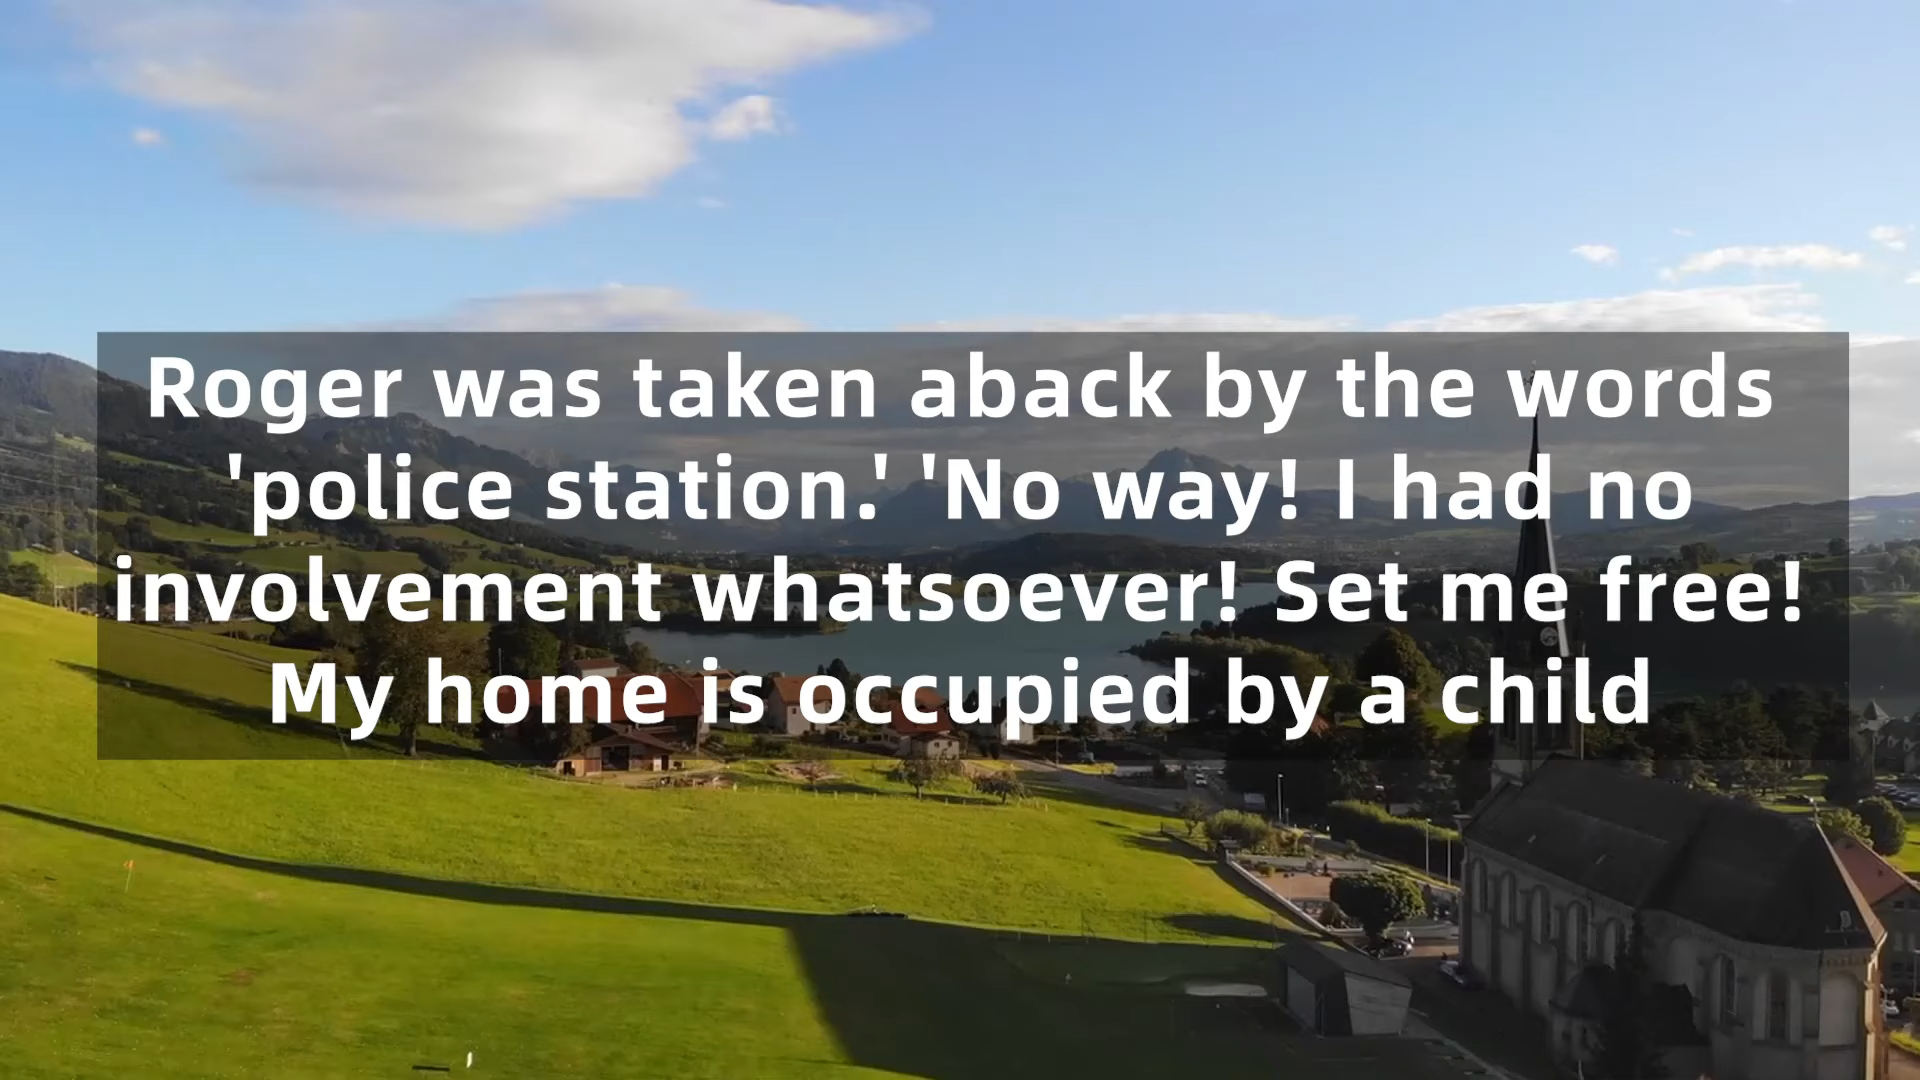 Roger was taken aback by the words
'police station.' 'No way! I had no
involvement whatsoever! Set me free!
My home is occupied by a child